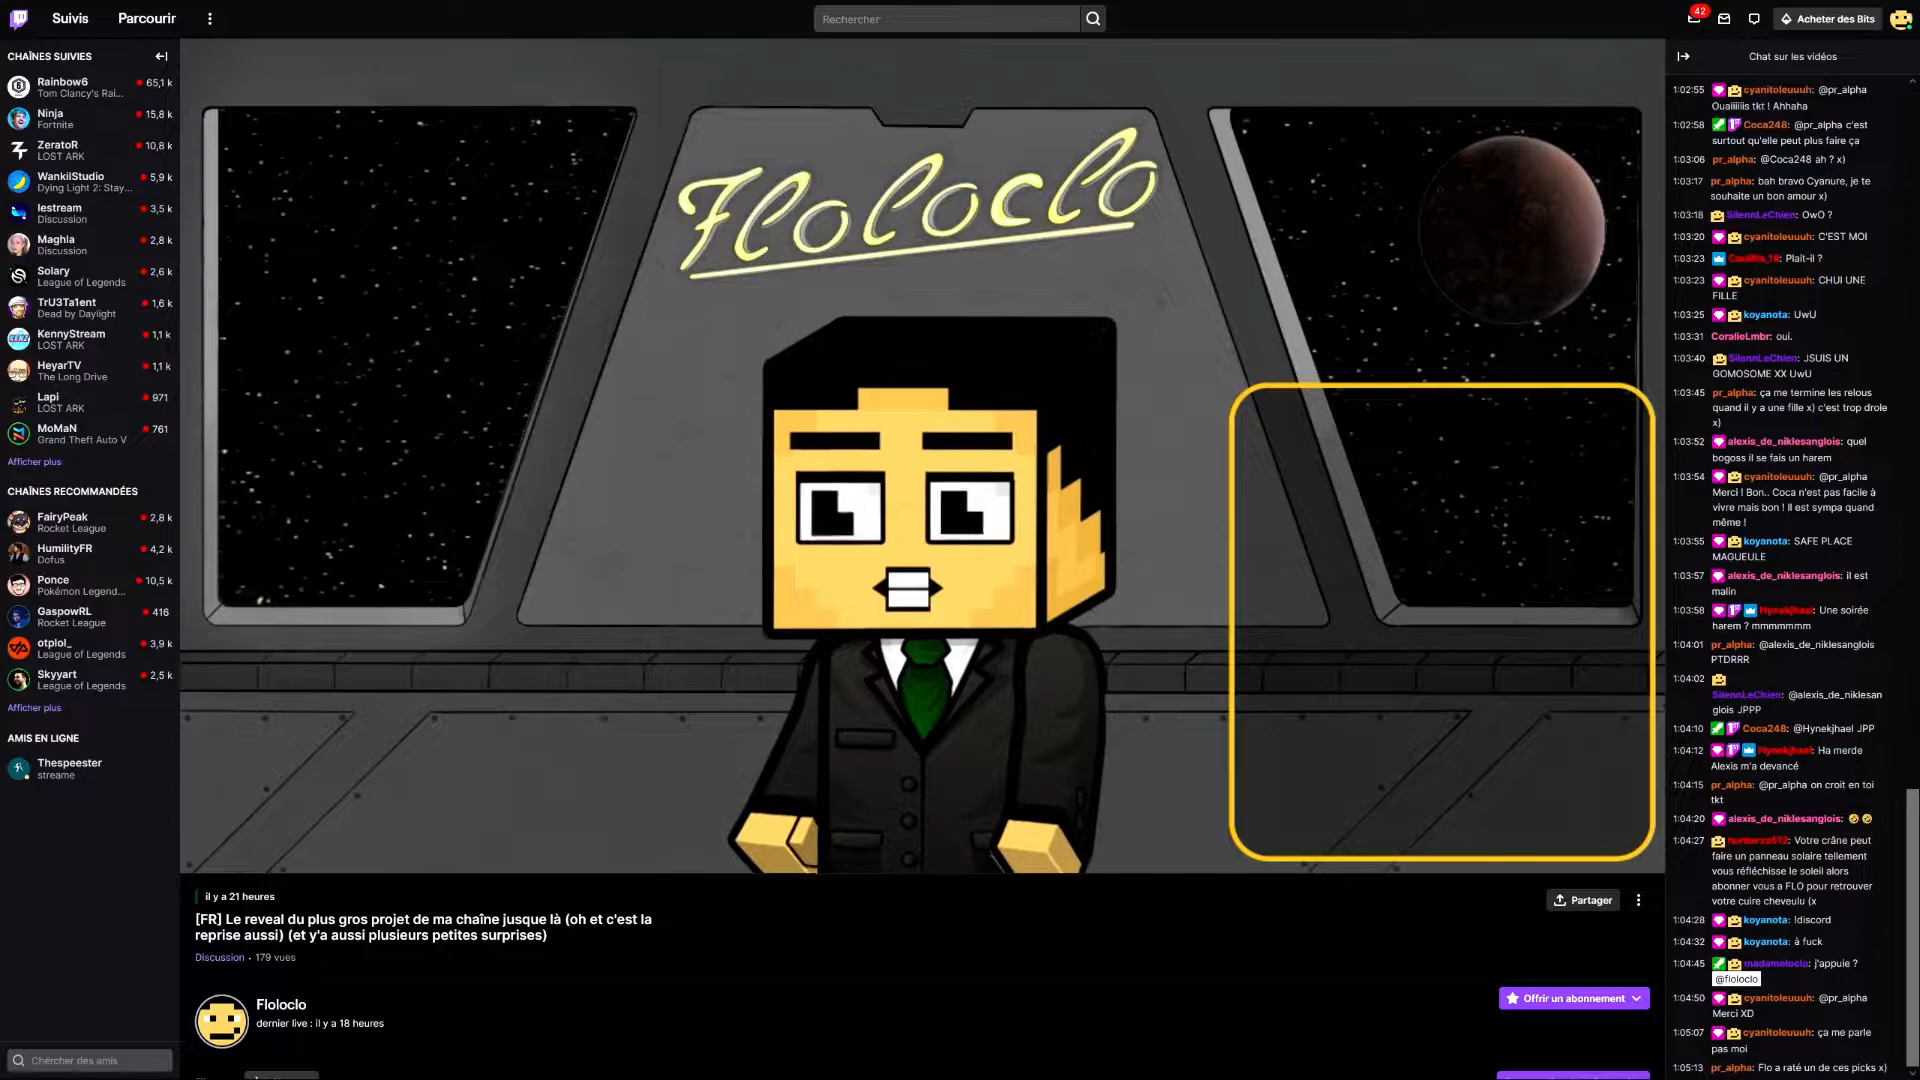 Suivis
Parcourir
Rechercher
42
Acheter des Bits
CHAÎNES SUIVIES
Rainbow6
65,1 k
Tom Clancy's Rai...
Ninja
15,8 k
Fortnite
ZeratoR
10,8 k
LOST ARK
WankilStudio
5,9 k
Dying Light 2: Stay...
lestream
3,5 k
Discussion
Maghla
2,8 k
Discussion
Solary
2,6 k
League of Legends
TrU3Ta1ent
1,6 k
Dead by Daylight
KennyStream
1,1 k
LOST ARK
HeyarTV
1,1 k
The Long Drive
Lapi
971
LOST ARK
MoMaN
761
Grand Theft Auto V
Afficher plus
CHAÎNES RECOMMANDÉES
FairyPeak
2,8 k
Rocket League
HumilityFR
4,2 k
Dofus
Ponce
10,5 k
Pokémon Legend...
GaspowRL
416
Rocket League
otplol_
3,9 k
League of Legends
Skyyart
2,5 k
League of Legends
Afficher plus
AMIS EN LIGNE
Thespeester
streame
Chercher des amis
Floloclo
il y a 21 heures
[FR] Le reveal du plus gros projet de ma chaîne jusque là (oh et c'est la
reprise aussi) (et y'a aussi plusieurs petites surprises)
Discussion • 179 vues
Partager
Floloclo
dernier live : il y a 18 heures
Offrir un abonnement
Chat sur les vidéos
1:02:55 cyanitoleuuuh: @pr_alpha
Ouaiiiiiis tkt ! Ahhaha
1:02:58 Coca248: @pr_alpha c'est
surtout qu'elle peut plus faire ça
1:03:06 pr_alpha: @Coca248 ah ? x)
1:03:17 pr_alpha: bah bravo Cyanure, je te
souhaite un bon amour x)
1:03:18 SilennLeChien: OwO ?
1:03:20 cyanitoleuuuh: C'EST MOI
1:03:23 Plait-il ?
1:03:23 cyanitoleuuuh: CHUI UNE
FILLE
1:03:25 koyanota: UwU
1:03:31 CoralieLmbr: oui.
1:03:40 SilennLeChien: JSUIS UN
GOMOSOME XX UwU
1:03:45 pr_alpha: ça me termine les relous
quand il y a une fille x) c'est trop drole
x)
1:03:52 alexis_de_niklesanglois: quel
bogoss il se fais un harem
1:03:54 cyanitoleuuuh: @pr_alpha
Merci ! Bon.. Coca n'est pas facile à
vivre mais bon ! Il est sympa quand
même !
1:03:55 koyanota: SAFE PLACE
MAGUEULE
1:03:57 alexis_de_niklesanglois: il est
malin
1:03:58 Hynekjhael: Une soirée
harem ? mmmmmmm
1:04:01 pr_alpha: @alexis_de_niklesanglois
PTDRRR
1:04:02
SilennLeChien: @alexis_de_niklesan
glois JPPP
1:04:10 Coca248: @Hynekjhael JPP
1:04:12 Hynekjhael: Ha merde
Alexis m'a devancé
1:04:15 pr_alpha: @pr_alpha on croit en toi
tkt
1:04:20 alexis_de_niklesanglois: 🤣🤣
1:04:27 Votre crâne peut
faire un panneau solaire tellement
vous réfléchisse le soleil alors
abonner vous a FLO pour retrouver
votre cuire cheveulu (x
1:04:28 koyanota: !discord
1:04:32 koyanota: à fuck
1:04:45 madameloclo: j'appuie ?
@floloclo
1:04:50 cyanitoleuuuh: @pr_alpha
Merci XD
1:05:07 cyanitoleuuuh: ça me parle
pas moi
1:05:13 pr_alpha: Flo a raté un de ces picks x)